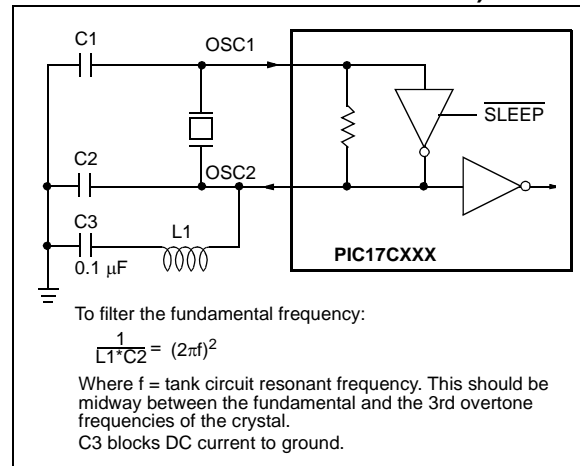 C1
OSC1
SLEEP
C2
OSC2
C3
L1
0.1 µF
PIC17CXXX
To filter the fundamental frequency:
1
L1*C2 = (2πf)2
Where f = tank circuit resonant frequency. This should be
midway between the fundamental and the 3rd overtone
frequencies of the crystal.
C3 blocks DC current to ground.